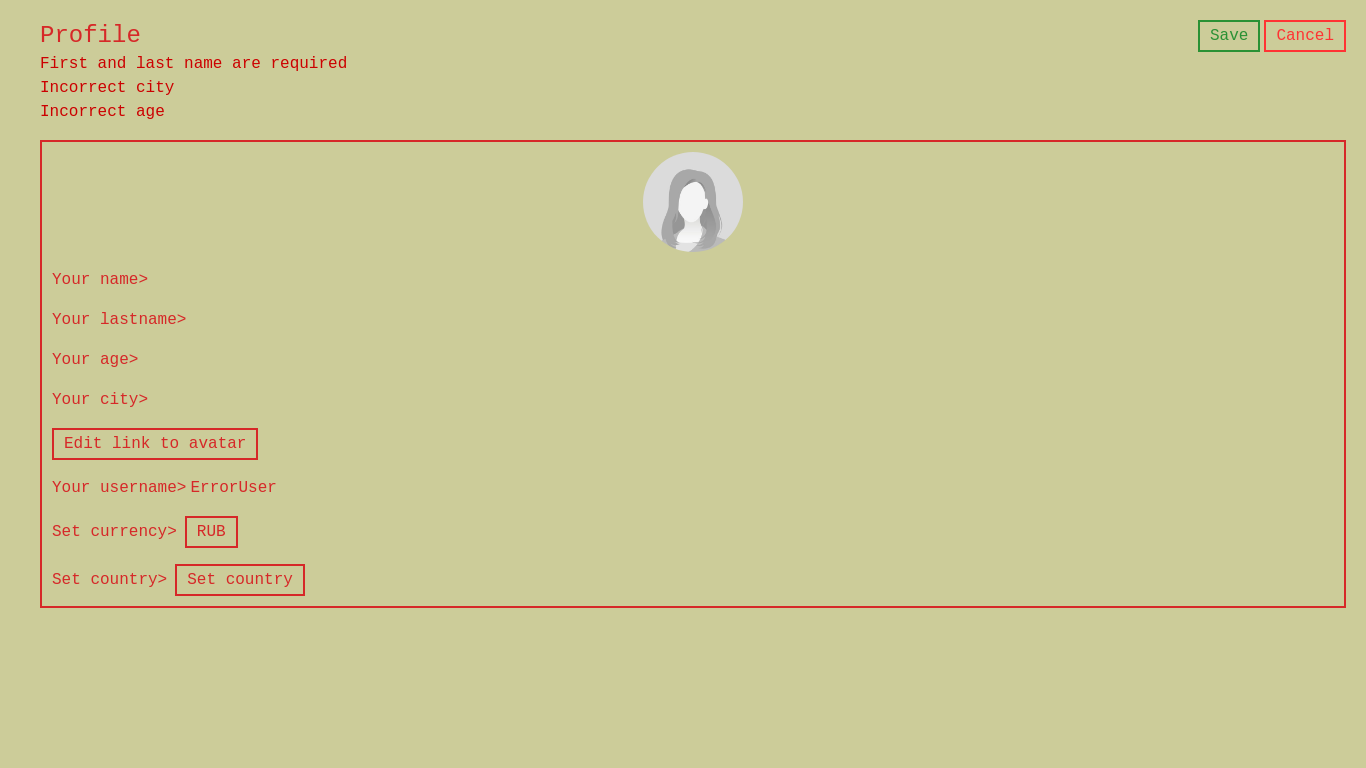 Profile
Save Cancel
First and last name are required
Incorrect city
Incorrect age
Your name>
Your lastname>
Your age>
Your city>
Edit link to avatar
Your username> ErrorUser
Set currency> RUB
Set country> Set country